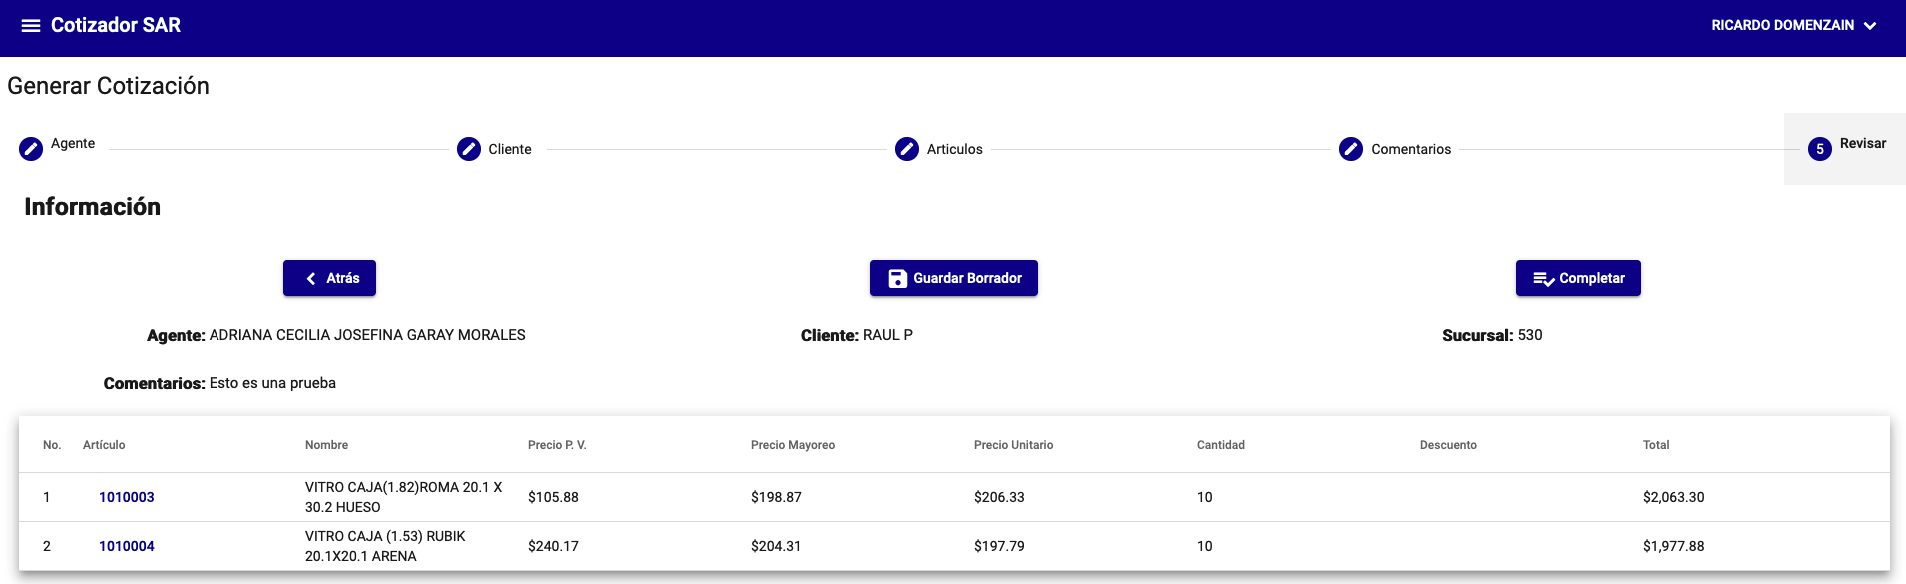 Cotizador SAR
RICARDO DOMENZAIN
Generar Cotización
Agente
Cliente
Articulos
Comentarios
5 Revisar
Información
Atrás
Guardar Borrador
Completar
Agente: ADRIANA CECILIA JOSEFINA GARAY MORALES
Cliente: RAUL P
Sucursal: 530
Comentarios: Esto es una prueba
No. Artículo Nombre Precio P. V. Precio Mayoreo Precio Unitario Cantidad Descuento Total
1 1010003 VITRO CAJA(1.82)ROMA 20.1 X
30.2 HUESO $105.88 $198.87 $206.33 10 $2,063.30
2 1010004 VITRO CAJA (1.53) RUBIK
20.1X20.1 ARENA $240.17 $204.31 $197.79 10 $1,977.88